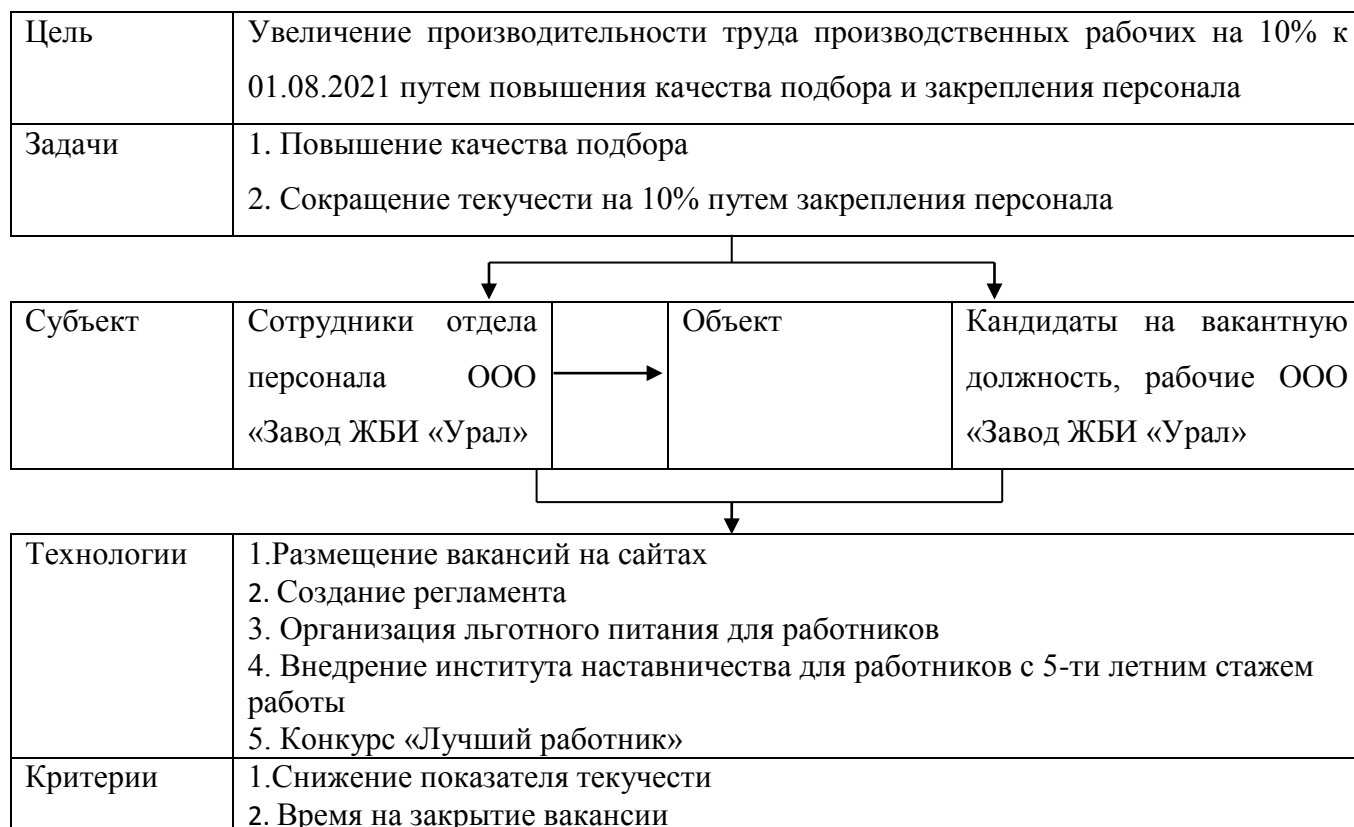 Цель
Увеличение производительности труда производственных рабочих на 10% к
01.08.2021 путем повышения качества подбора и закрепления персонала
Задачи
1. Повышение качества подбора
2. Сокращение текучести на 10% путем закрепления персонала
Субъект
Сотрудники отдела
персонала ООО
«Завод ЖБИ «Урал»
Объект
Кандидаты на вакантную
должность, рабочие ООО
«Завод ЖБИ «Урал»
Технологии
1.Размещение вакансий на сайтах
2. Создание регламента
3. Организация льготного питания для работников
4. Внедрение института наставничества для работников с 5-ти летним стажем
работы
5. Конкурс «Лучший работник»
Критерии
1.Снижение показателя текучести
2. Время на закрытие вакансии